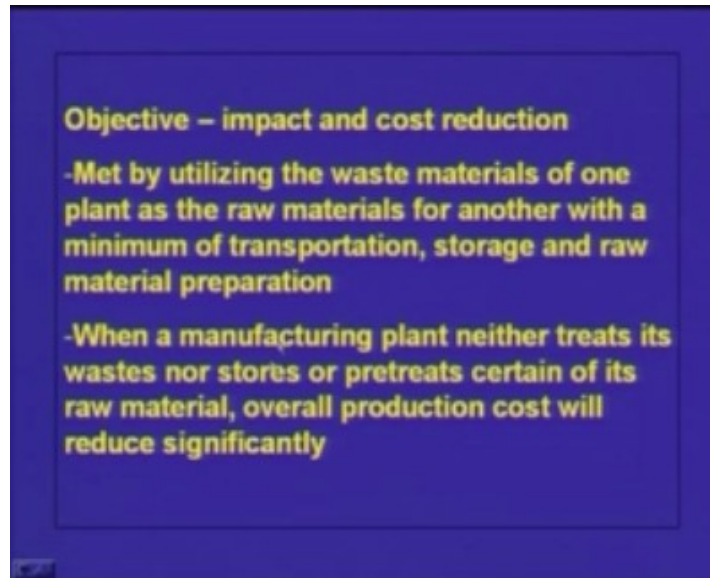 Objective – impact and cost reduction
-Met by utilizing the waste materials of one
plant as the raw materials for another with a
minimum of transportation, storage and raw
material preparation
-When a manufacturing plant neither treats its
wastes nor stores or pretreats certain of its
raw material, overall production cost will
reduce significantly